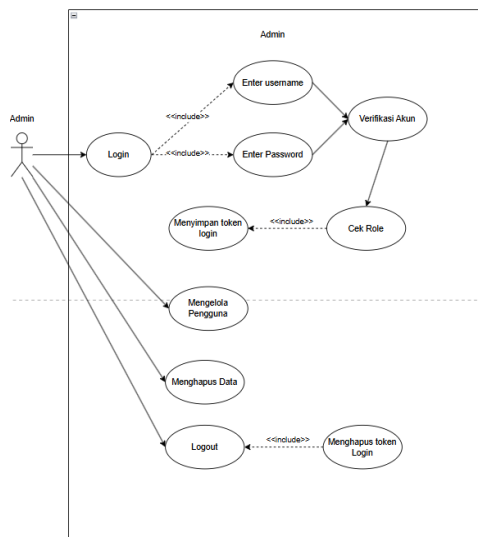 Admin
Admin
Enter username
<<include>>
Verifikasi Akun
Login
<<include>>
Enter Password
Menyimpan token
login
<<include>>
Cek Role
Mengelola
Pengguna
Menghapus Data
Logout
<<include>>
Menghapus token
Login